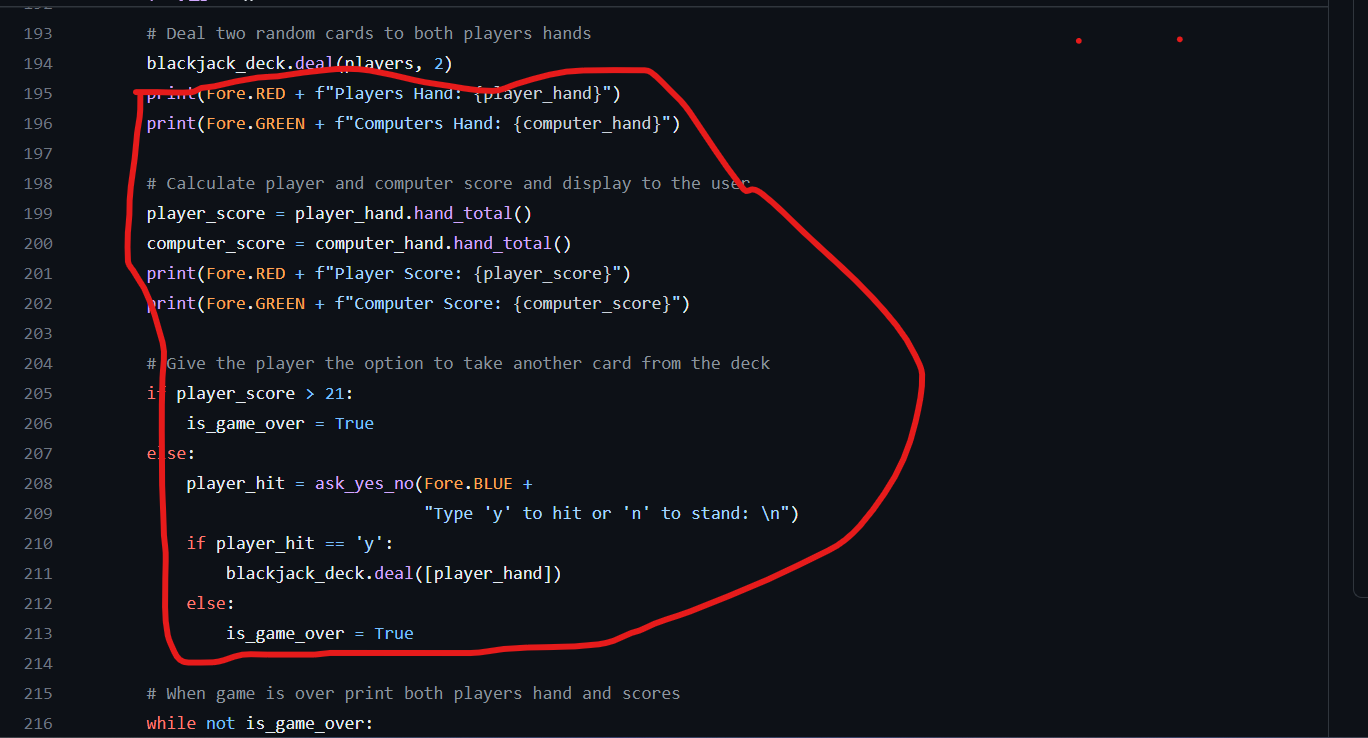 193 # Deal two random cards to both players hands
194 blackjack_deck.deal(players, 2)
195 print(Fore.RED + f"Players Hand: {player_hand}")
196 print(Fore.GREEN + f"Computers Hand: {computer_hand}")
197
198 # Calculate player and computer score and display to the user
199 player_score = player_hand.hand_total()
200 computer_score = computer_hand.hand_total()
201 print(Fore.RED + f"Player Score: {player_score}")
202 print(Fore.GREEN + f"Computer Score: {computer_score}")
203
204 # Give the player the option to take another card from the deck
205 if player_score > 21:
206 is_game_over = True
207 else:
208 player_hit = ask_yes_no(Fore.BLUE +
209 "Type 'y' to hit or 'n' to stand: \n")
210 if player_hit == 'y':
211 blackjack_deck.deal([player_hand])
212 else:
213 is_game_over = True
214
215 # When game is over print both players hand and scores
216 while not is_game_over: